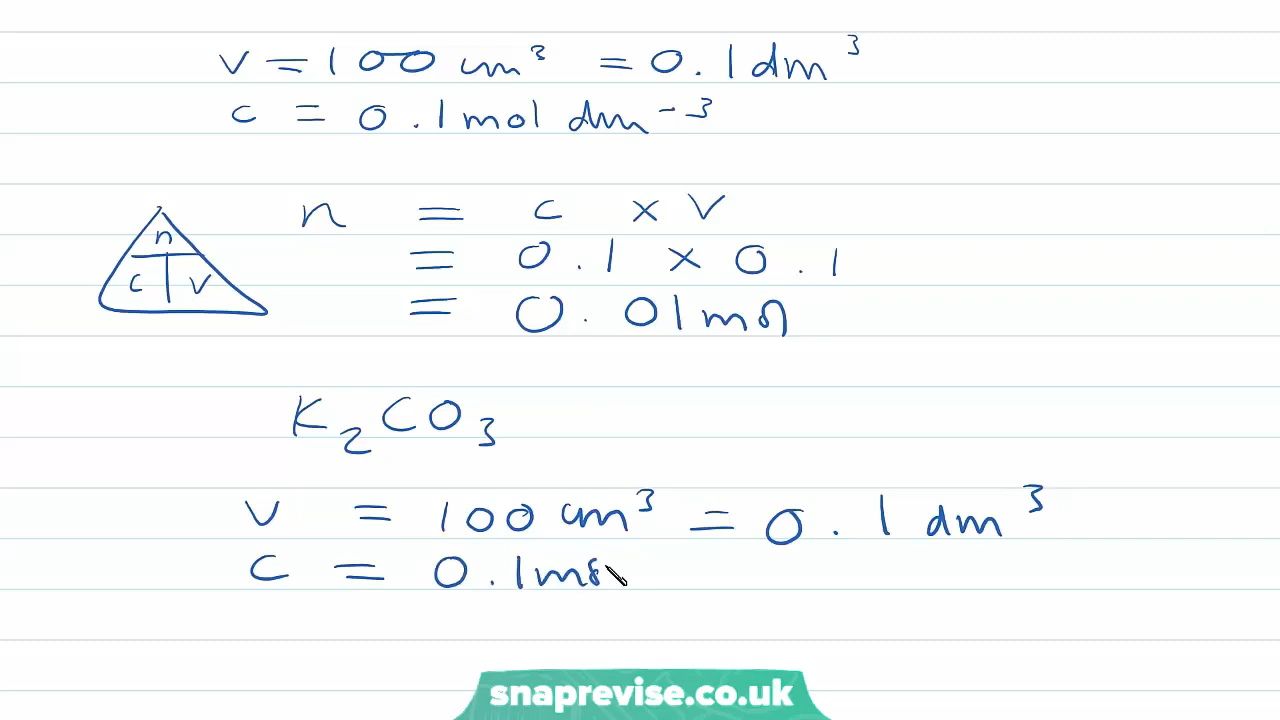 v = 100 cm³ = 0.1 dm³
c = 0.1 mol dm⁻³
n = c × v
n
= 0.1 × 0.1
c v
= 0.01 mol
K₂CO₃
v = 100 cm³ = 0.1 dm³
c = 0.1 mo
snaprevise.co.uk